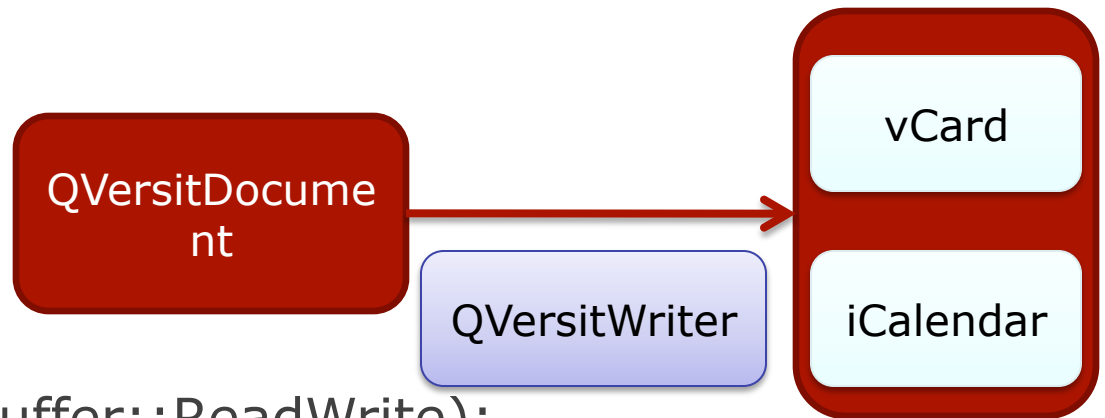 vCard
QVersitDocume
nt
QVersitWriter
iCalendar
uffer::ReadWrite);